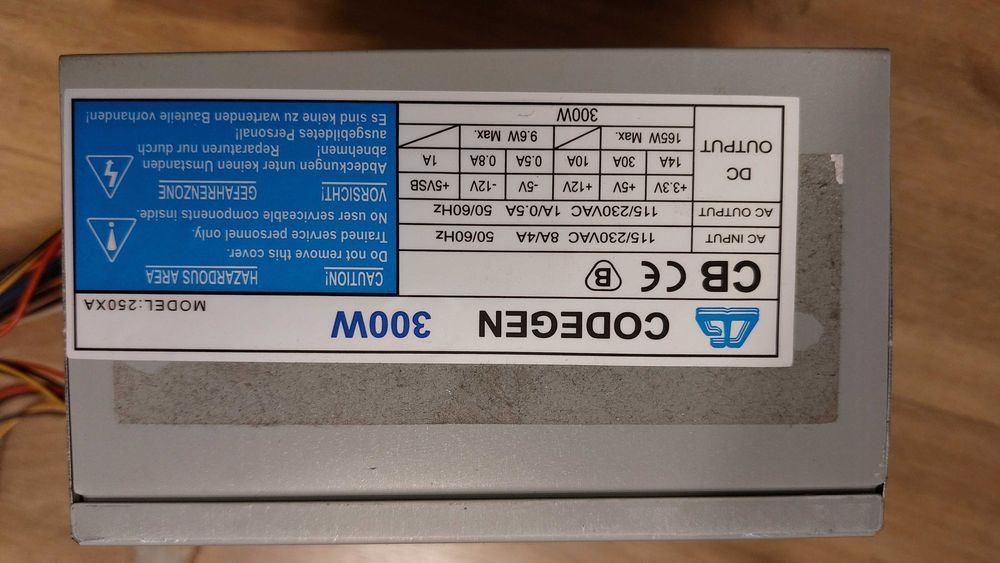 CODEGEN 300W MODEL:250XA
CB CE B
AC INPUT 115/230VAC 8A/4A 50/60Hz
AC OUTPUT 115/230VAC 1A/0.5A 50/60Hz
DC OUTPUT
+3.3V +5V +12V -5V -12V +5VSB
14A 30A 10A 0.5A 0.8A 1A
165W Max. 9.6W Max.
300W
CAUTION! HAZARDOUS AREA
Do not remove this cover.
Trained service personnel only.
No user serviceable components inside.
VORSICHT! GEFAHRENZONE
Abdeckungen unter keinen Umstanden
abnehmen! Reparaturen nur durch
ausgebildetes Personal!
Es sind keine zu wartenden Bauteile vorhanden!